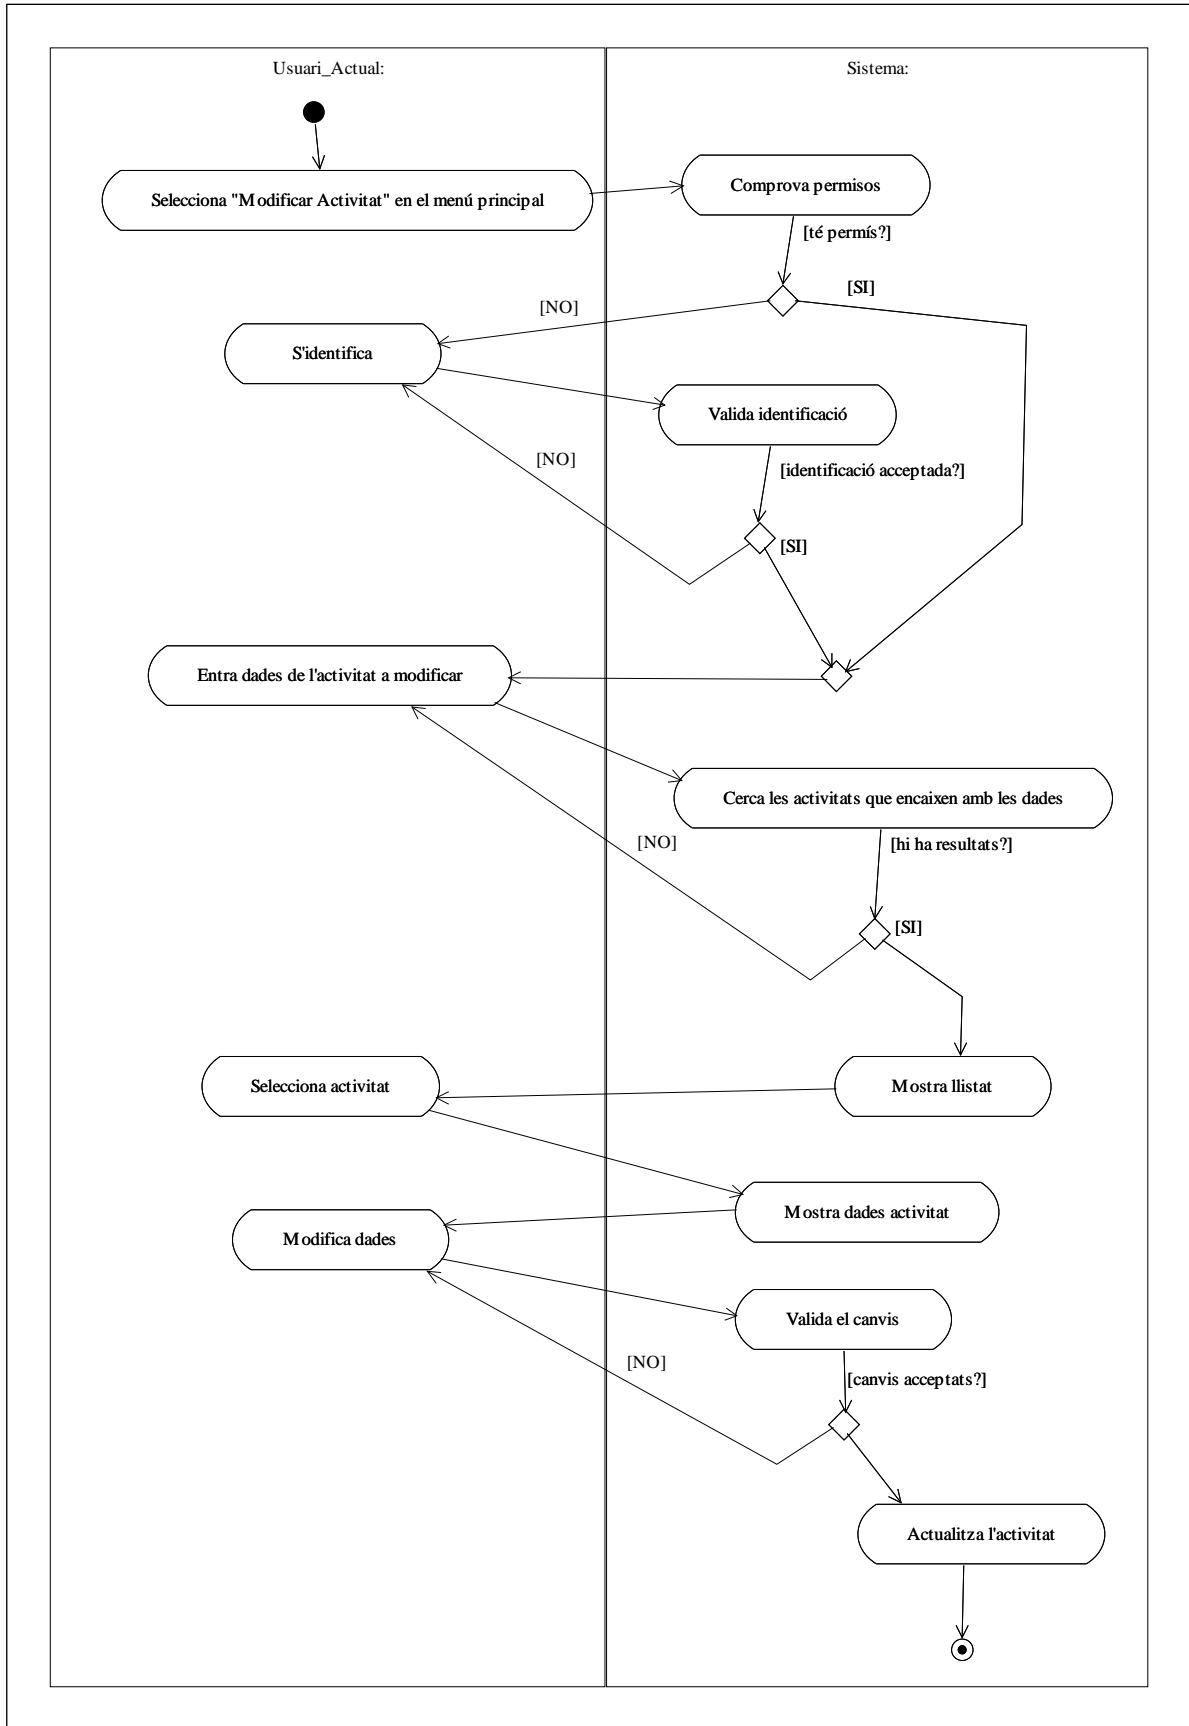 Usuari_Actual:
Sistema:
Selecciona "Modificar Activitat" en el menú principal
Comprova permisos
[té permís?]
[SI]
[NO]
S'identifica
Valida identificació
[NO]
[identificació acceptada?]
[SI]
Entra dades de l'activitat a modificar
Cerca les activitats que encaixen amb les dades
[NO]
[hi ha resultats?]
[SI]
Selecciona activitat
Mostra llistat
Mostra dades activitat
Modifica dades
Valida el canvis
[NO]
[canvis acceptats?]
Actualitza l'activitat